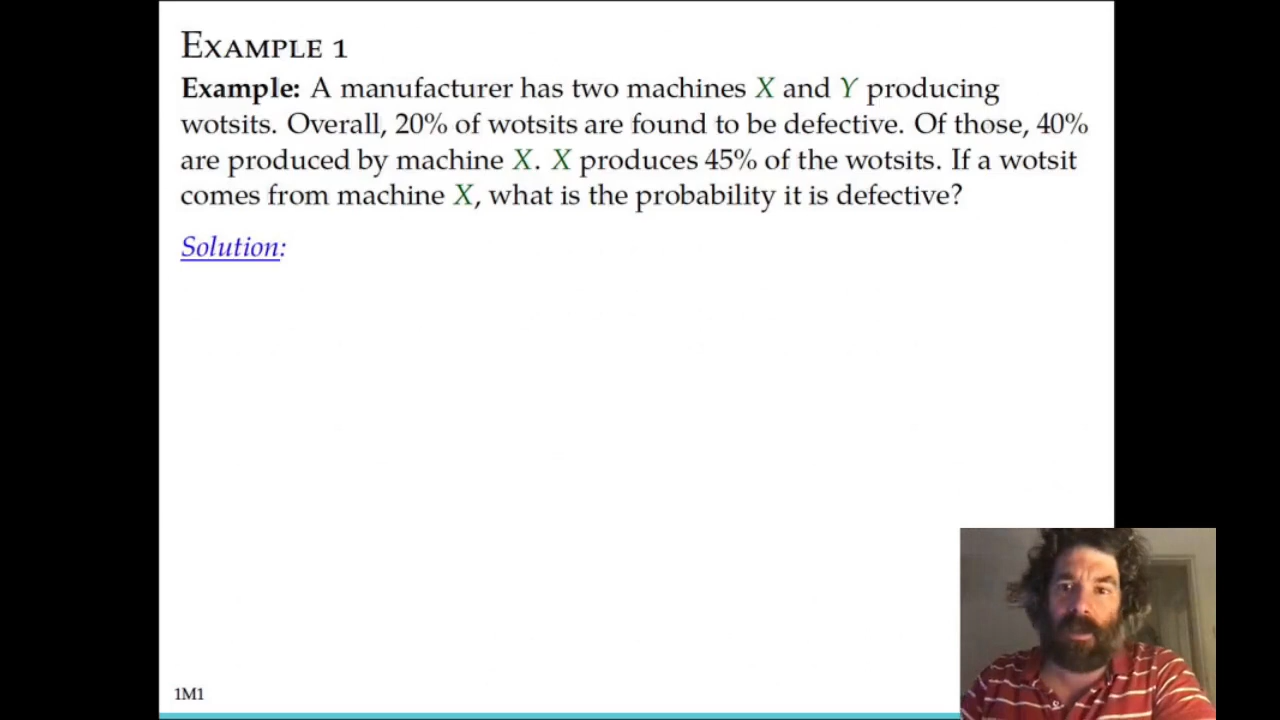 EXAMPLE 1
Example: A manufacturer has two machines X and Y producing
wotsits. Overall, 20% of wotsits are found to be defective. Of those, 40%
are produced by machine X. X produces 45% of the wotsits. If a wotsit
comes from machine X, what is the probability it is defective?
Solution:
1M1